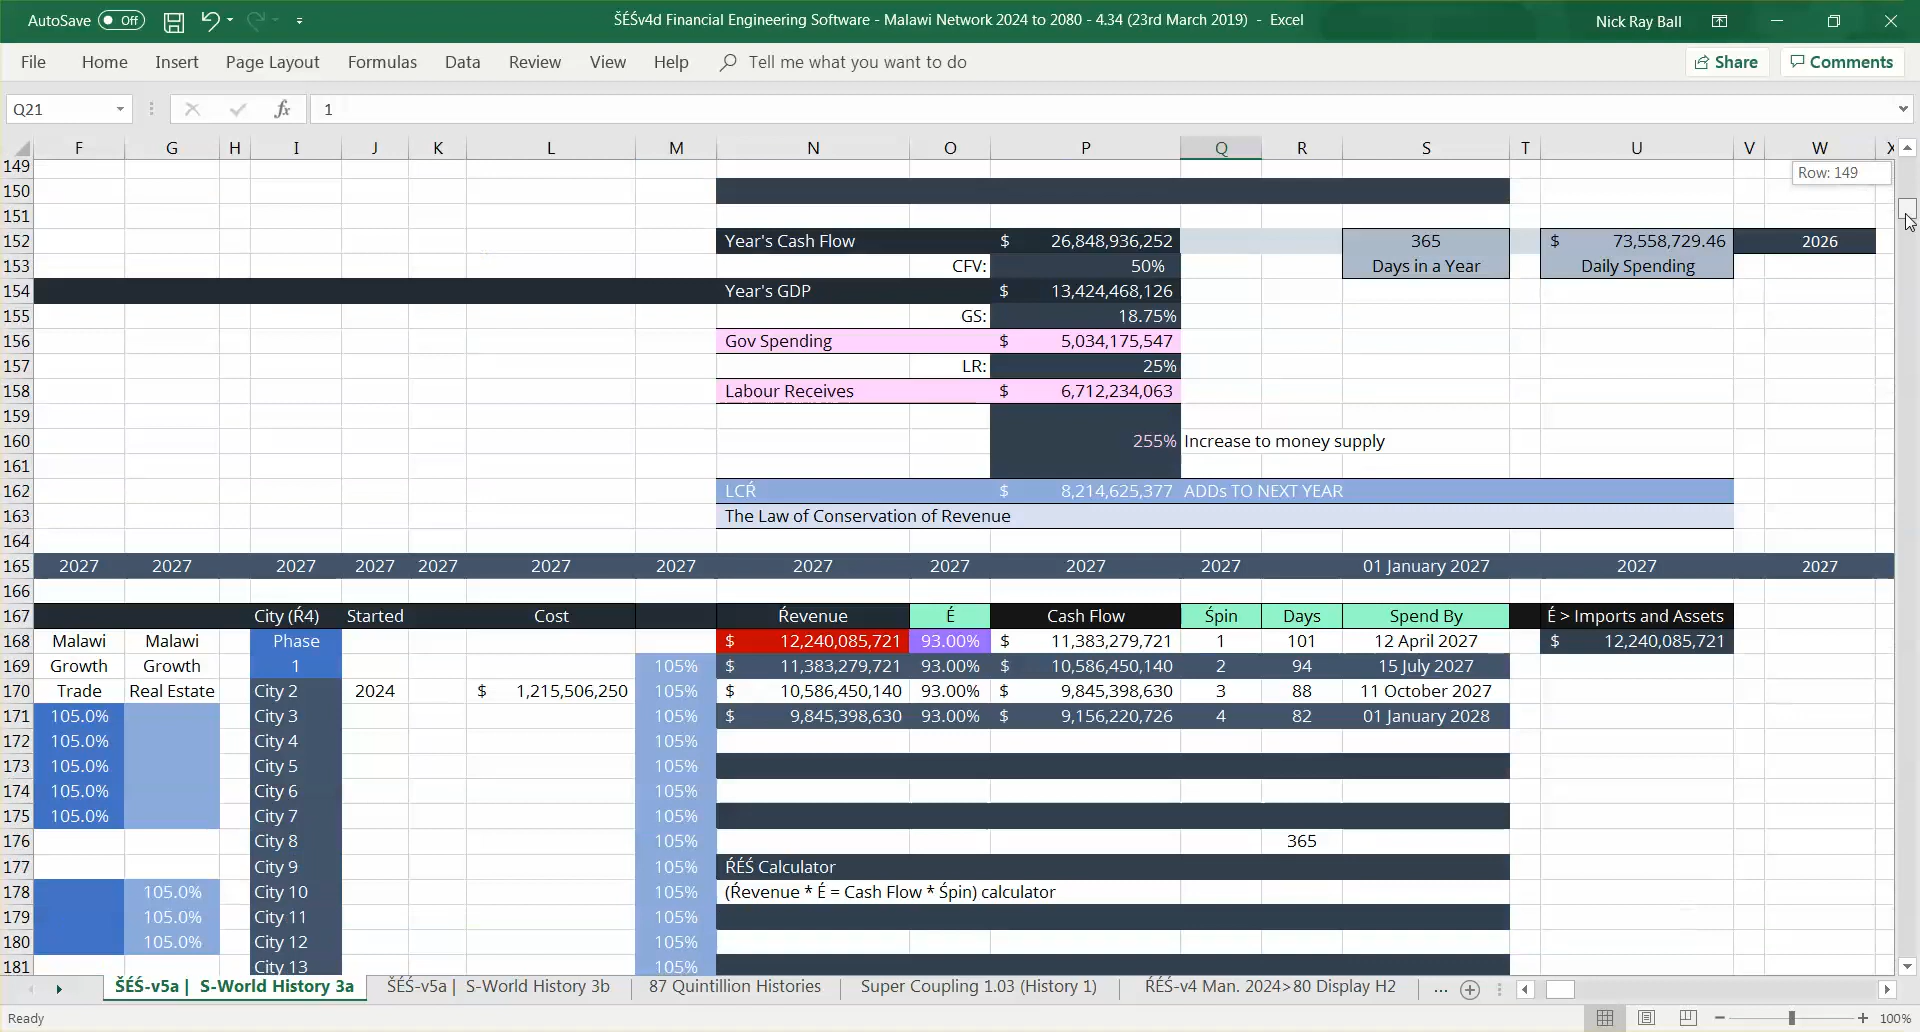 AutoSave Off ŠÉŚv4d Financial Engineering Software - Malawi Network 2024 to 2080 - 4.34 (23rd March 2019) - Excel Nick Ray Ball
File Home Insert Page Layout Formulas Data Review View Help Tell me what you want to do Share Comments
Q21 fx 1
F G H I J K L M N O P Q R S T U V W X
149 Row: 149
150
151
152 Year's Cash Flow $ 26,848,936,252 365 $ 73,558,729.46 2026
153 CFV: 50% Days in a Year Daily Spending
154 Year's GDP $ 13,424,468,126
155 GS: 18.75%
156 Gov Spending $ 5,034,175,547
157 LR: 25%
158 Labour Receives $ 6,712,234,063
159
160 255% Increase to money supply
161
162 LCŔ $ 8,214,625,377 ADDs TO NEXT YEAR
163 The Law of Conservation of Revenue
164
165 2027 2027 2027 2027 2027 2027 2027 2027 2027 2027 2027 01 January 2027 2027 2027
166
167 City (Ŕ4) Started Cost Ŕevenue É Cash Flow Śpin Days Spend By É > Imports and Assets
168 Malawi Malawi Phase $ 12,240,085,721 93.00% $ 11,383,279,721 1 101 12 April 2027 $ 12,240,085,721
169 Growth Growth 1 105% $ 11,383,279,721 93.00% $ 10,586,450,140 2 94 15 July 2027
170 Trade Real Estate City 2 2024 $ 1,215,506,250 105% $ 10,586,450,140 93.00% $ 9,845,398,630 3 88 11 October 2027
171 105.0% City 3 105% $ 9,845,398,630 93.00% $ 9,156,220,726 4 82 01 January 2028
172 105.0% City 4 105%
173 105.0% City 5 105%
174 105.0% City 6 105%
175 105.0% City 7 105%
176 City 8 105% 365
177 City 9 105% ŔÉŚ Calculator
178 105.0% City 10 105% (Ŕevenue * É = Cash Flow * Śpin) calculator
179 105.0% City 11 105%
180 105.0% City 12 105%
181 City 13 105%
ŠÉŚ-v5a | S-World History 3a ŠÉŚ-v5a | S-World History 3b 87 Quintillion Histories Super Coupling 1.03 (History 1) ŔÉŚ-v4 Man. 2024>80 Display H2 ...
Ready 100%